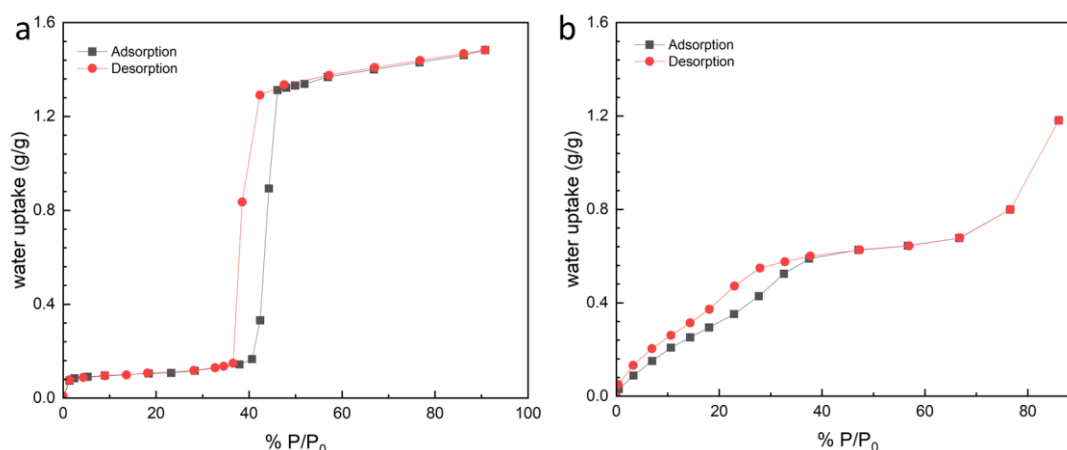 a
Adsorption
Desorption
water uptake (g/g)
1.6
1.2
0.8
0.4
0.0
0 20 40 60 80 100
% P/P₀
b
Adsorption
Desorption
water uptake (g/g)
1.6
1.2
0.8
0.4
0.0
0 20 40 60 80
% P/P₀